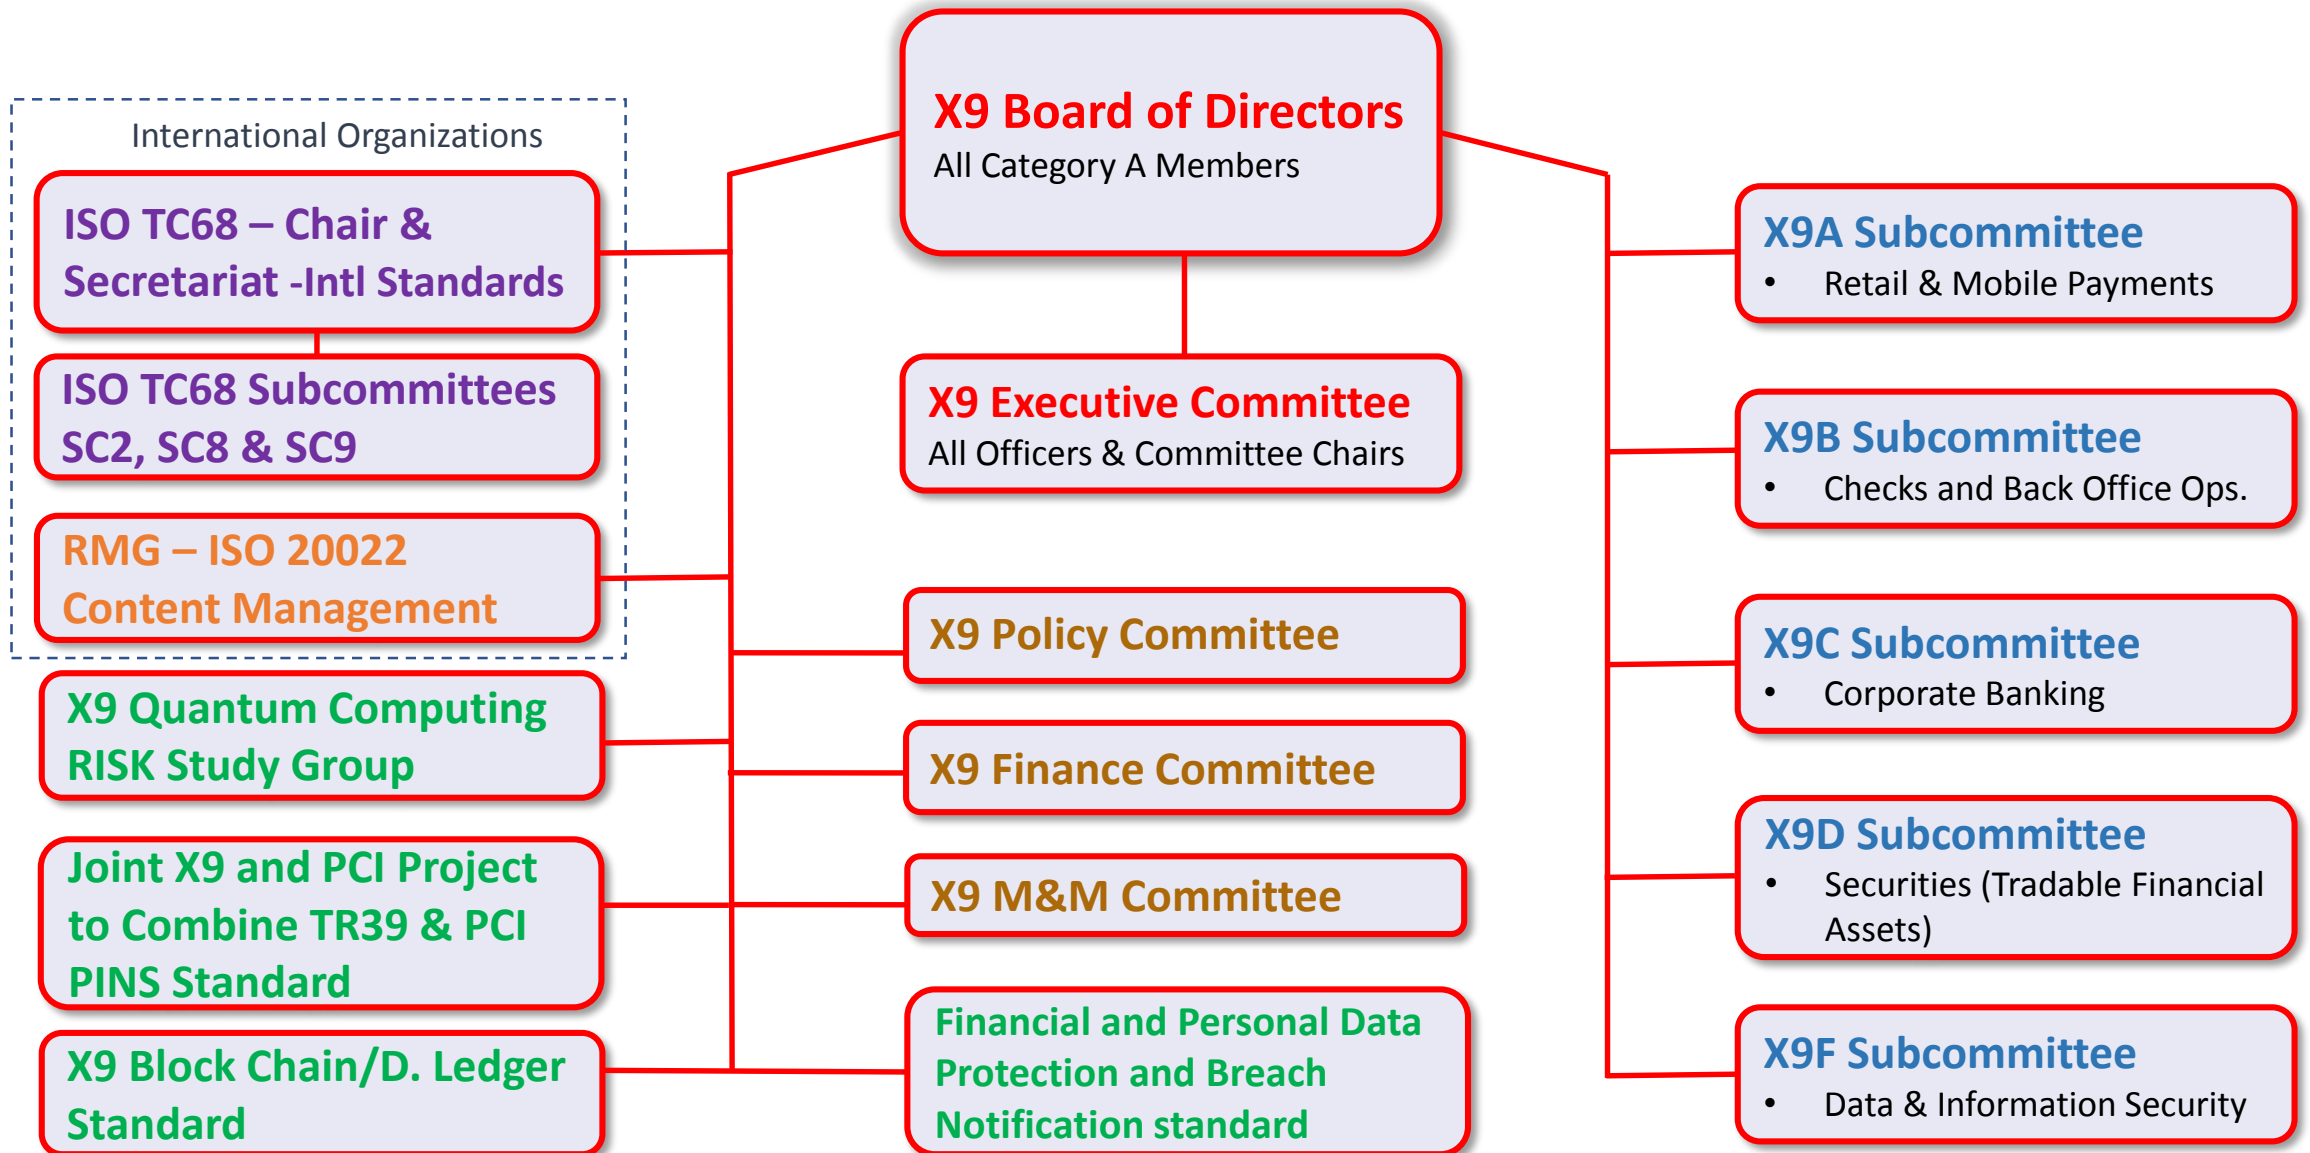 X9 Board of Directors
All Category A Members
International Organizations
ISO TC68 – Chair &
Secretariat -Intl Standards
ISO TC68 Subcommittees
SC2, SC8 & SC9
RMG – ISO 20022
Content Management
X9 Quantum Computing
RISK Study Group
Joint X9 and PCI Project
to Combine TR39 & PCI
PINS Standard
X9 Block Chain/D. Ledger
Standard
X9 Executive Committee
All Officers & Committee Chairs
X9 Policy Committee
X9 Finance Committee
X9 M&M Committee
Financial and Personal Data
Protection and Breach
Notification standard
X9A Subcommittee
• Retail & Mobile Payments
X9B Subcommittee
• Checks and Back Office Ops.
X9C Subcommittee
• Corporate Banking
X9D Subcommittee
• Securities (Tradable Financial
Assets)
X9F Subcommittee
• Data & Information Security